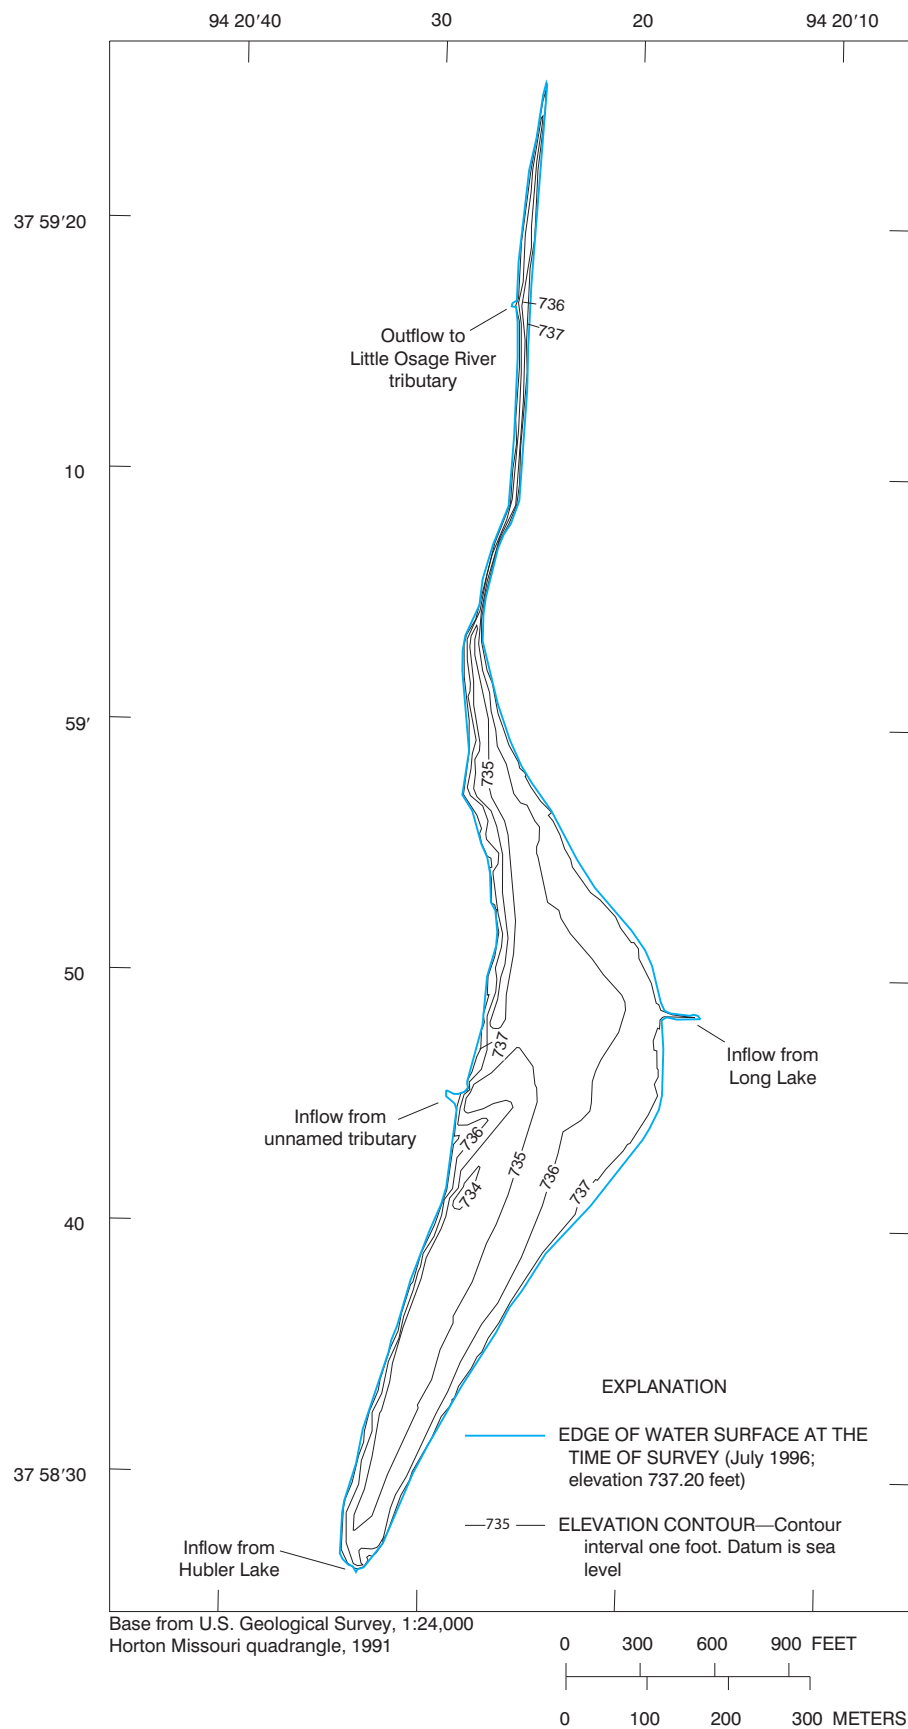 94 20′40
30
20
94 20′10
37 59′20
736
737
Outflow to
Little Osage River
tributary
10
59′
735
50
737
Inflow from
Long Lake
Inflow from
unnamed tributary
736
735
736
734
737
40
EXPLANATION
EDGE OF WATER SURFACE AT THE
TIME OF SURVEY (July 1996;
elevation 737.20 feet)
37 58′30
735
ELEVATION CONTOUR—Contour
interval one foot. Datum is sea
level
Inflow from
Hubler Lake
Base from U.S. Geological Survey, 1:24,000
Horton Missouri quadrangle, 1991
0 300 600 900 FEET
0 100 200 300 METERS